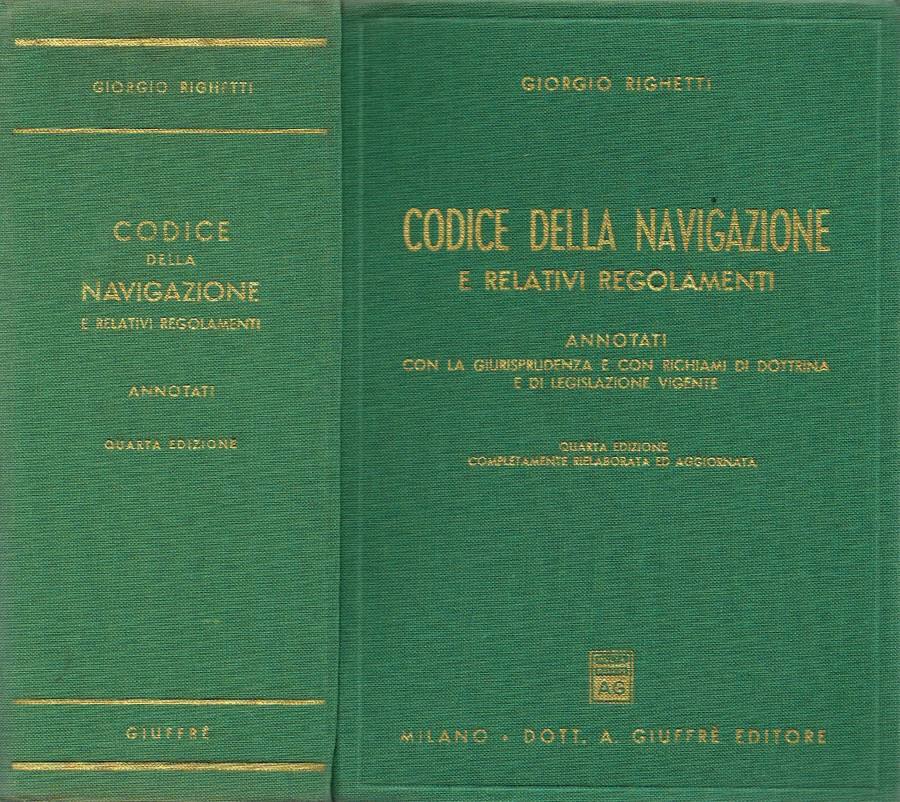 GIORGIO RIGHETTI
CODICE
DELLA
NAVIGAZIONE
E RELATIVI REGOLAMENTI
ANNOTATI
QUARTA EDIZIONE
GIUFFRÈ
GIORGIO RIGHETTI
CODICE DELLA NAVIGAZIONE
E RELATIVI REGOLAMENTI
ANNOTATI
CON LA GIURISPRUDENZA E CON RICHIAMI DI DOTTRINA
E DI LEGISLAZIONE VIGENTE
QUARTA EDIZIONE
COMPLETAMENTE RIELABORATA ED AGGIORNATA
AG
MILANO • DOTT. A. GIUFFRÈ EDITORE